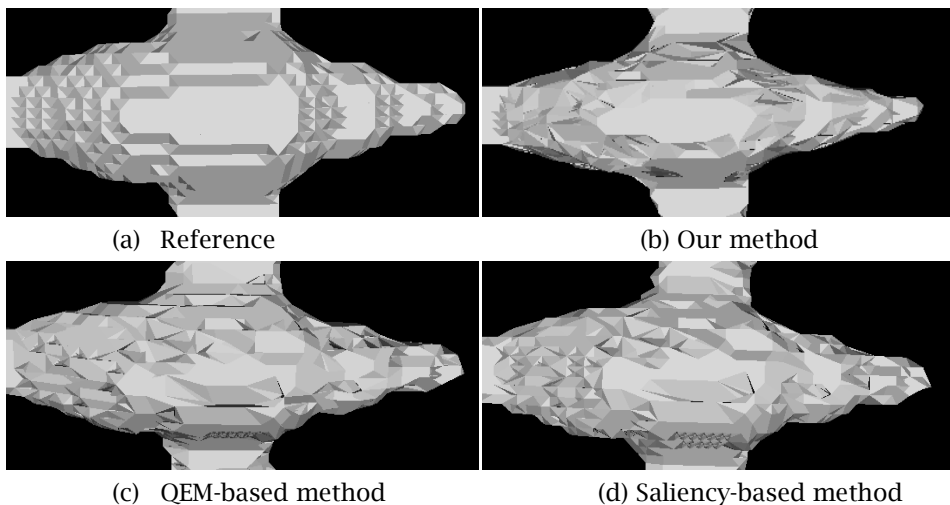 (a) Reference
(b) Our method
(c) QEM-based method
(d) Saliency-based method